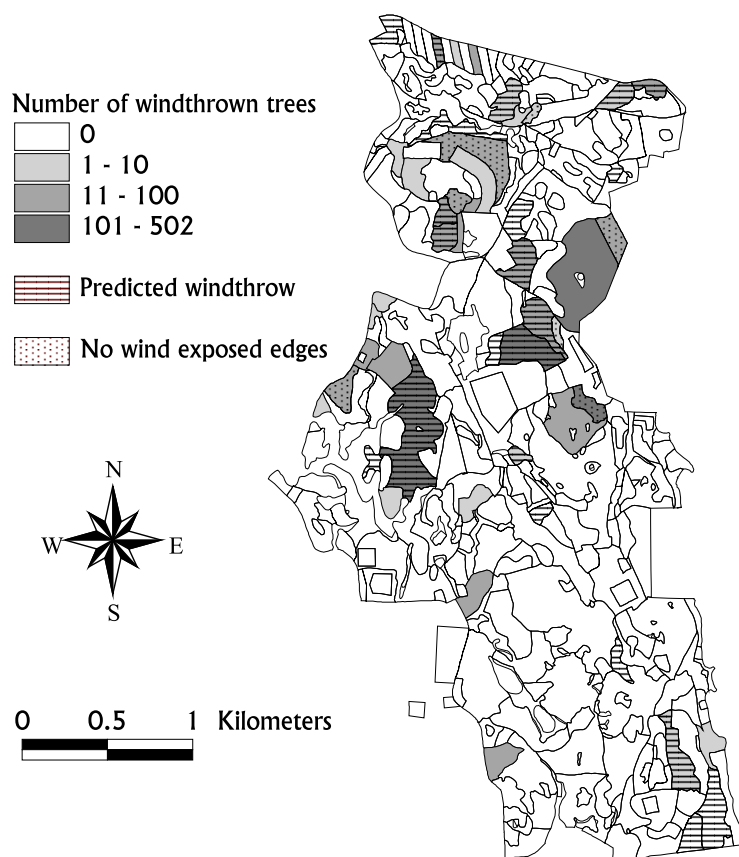 Number of windthrown trees
0
1 - 10
11 - 100
101 - 502
Predicted windthrow
No wind exposed edges
N
W E
S
0 0.5 1 Kilometers